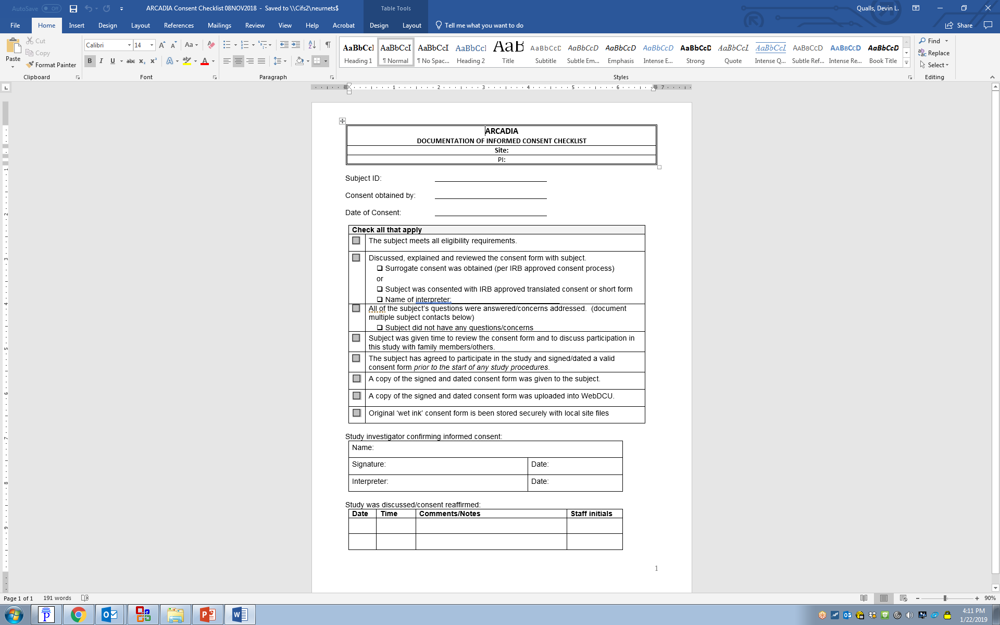 AutoSave Off
ARCADIA Consent Checklist 08NOV2018 - Saved to \\Cifs2\neurnets$
Table Tools
Qualls, Devin L.
File Home Insert Design Layout References Mailings Review View Help Acrobat Design Layout Tell me what you want to do Share
Paste
Cut
Copy
Format Painter
Calibri 14
Find
Replace
Select
AaBbCcI AaBbCcI AaBbCcI AaBbCcI AaB AaBbCcD AaBbCcD AaBbCcD AaBbCcD AaBbCcD AaBbCcI AaBbCcI AABBCCD AABBCCD AaBbCcD
Heading 1 ¶ Normal ¶ No Spac... Heading 2 Title Subtitle Subtle Em... Emphasis Intense E... Strong Quote Intense Q... Subtle Ref... Intense Re... Book Title
Clipboard Font Paragraph Styles Editing
1 2 3 4 5 6 7
ARCADIA
DOCUMENTATION OF INFORMED CONSENT CHECKLIST
Site:
PI:
Subject ID:
Consent obtained by:
Date of Consent:
Check all that apply
The subject meets all eligibility requirements.
Discussed, explained and reviewed the consent form with subject.
❑ Surrogate consent was obtained (per IRB approved consent process)
or
❑ Subject was consented with IRB approved translated consent or short form
❑ Name of interpreter:
All of the subject’s questions were answered/concerns addressed. (document
multiple subject contacts below)
❑ Subject did not have any questions/concerns
Subject was given time to review the consent form and to discuss participation in
this study with family members/others.
The subject has agreed to participate in the study and signed/dated a valid
consent form prior to the start of any study procedures.
A copy of the signed and dated consent form was given to the subject.
A copy of the signed and dated consent form was uploaded into WebDCU.
Original ‘wet ink’ consent form is been stored securely with local site files
Study investigator confirming informed consent:
Name:
Signature: Date:
Interpreter: Date:
Study was discussed/consent reaffirmed:
Date Time Comments/Notes Staff initials
1
Page 1 of 1 191 words
90%
4:11 PM
1/22/2019